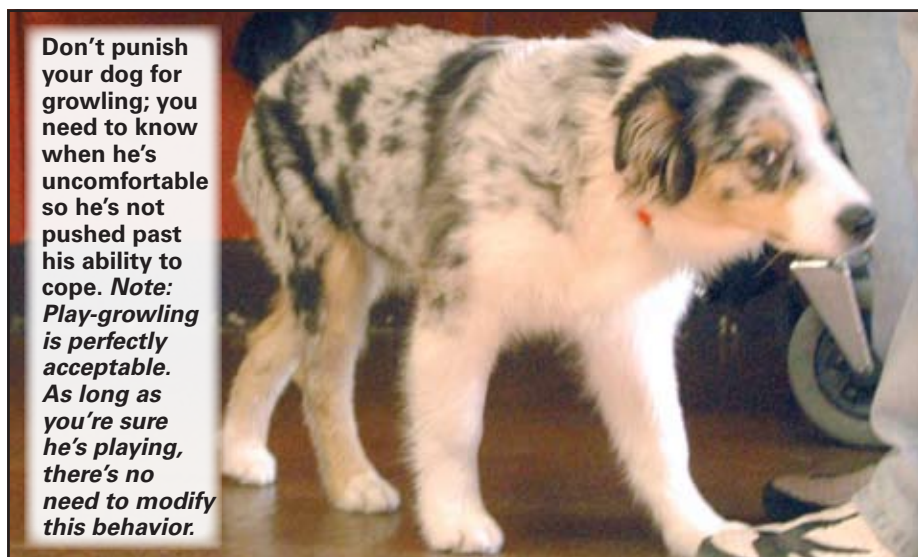 Don't punish
your dog for
growling; you
need to know
when he's
uncomfortable
so he's not
pushed past
his ability to
cope. Note:
Play-growling
is perfectly
acceptable.
As long as
you're sure
he's playing,
there's no
need to modify
this behavior.